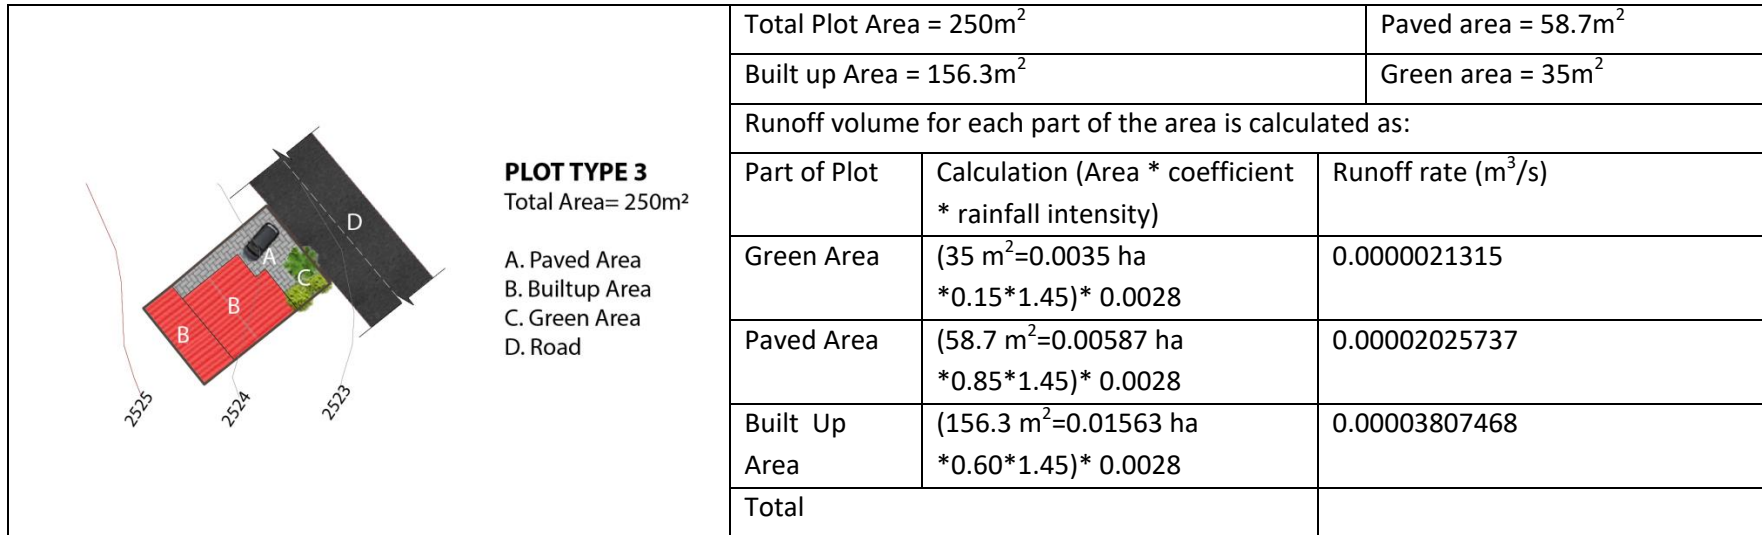 PLOT TYPE 3
Total Area= 250m²
A. Paved Area
B. Builtup Area
C. Green Area
D. Road
D
A
C
B
B
2525
2524
2523
Total Plot Area = 250m²
Paved area = 58.7m²
Built up Area = 156.3m²
Green area = 35m²
Runoff volume for each part of the area is calculated as:
Part of Plot
Calculation (Area * coefficient
* rainfall intensity)
Runoff rate (m³/s)
Green Area
(35 m²=0.0035 ha
*0.15*1.45)* 0.0028
0.0000021315
Paved Area
(58.7 m²=0.00587 ha
*0.85*1.45)* 0.0028
0.00002025737
Built Up
Area
(156.3 m²=0.01563 ha
*0.60*1.45)* 0.0028
0.00003807468
Total